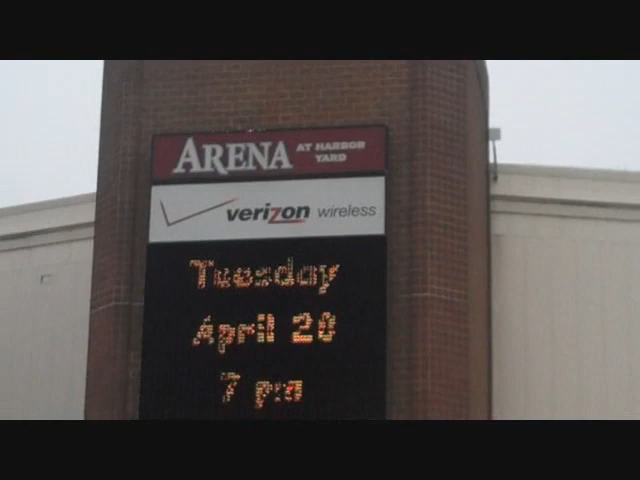 ARENA AT HARBOR
YARD
verizon wireless
Tuesday
April 20
7 pm